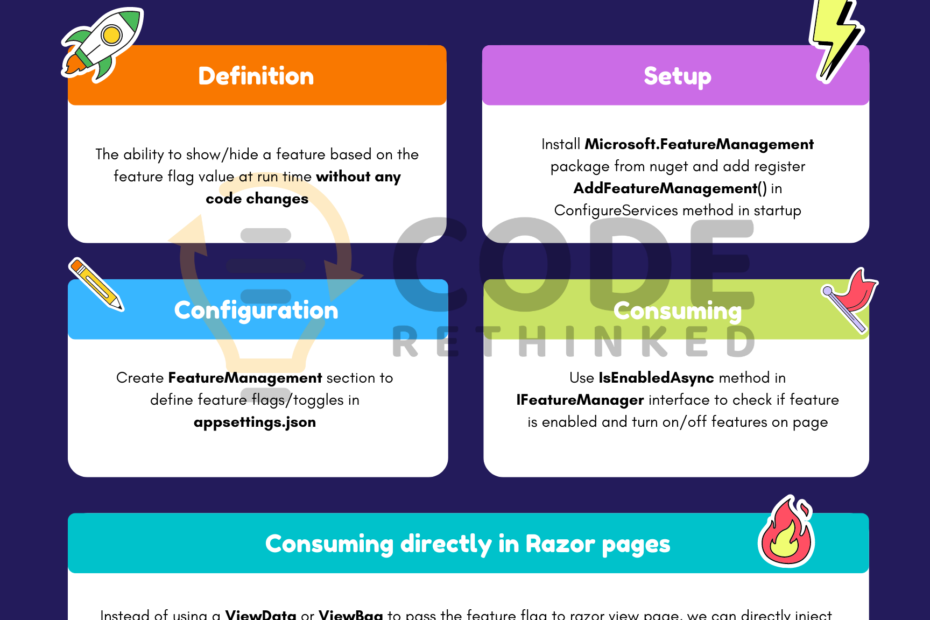 Definition
The ability to show/hide a feature based on the
feature flag value at run time without any
code changes
Setup
Install Microsoft.FeatureManagement
package from nuget and add register
AddFeatureManagement() in
ConfigureServices method in startup
CODE
RETHINKED
Configuration
Create FeatureManagement section to
define feature flags/toggles in
appsettings.json
Consuming
Use IsEnabledAsync method in
IFeatureManager interface to check if feature
is enabled and turn on/off features on page
Consuming directly in Razor pages
Instead of using a ViewData or ViewBag to pass the feature flag to razor view page, we can directly inject